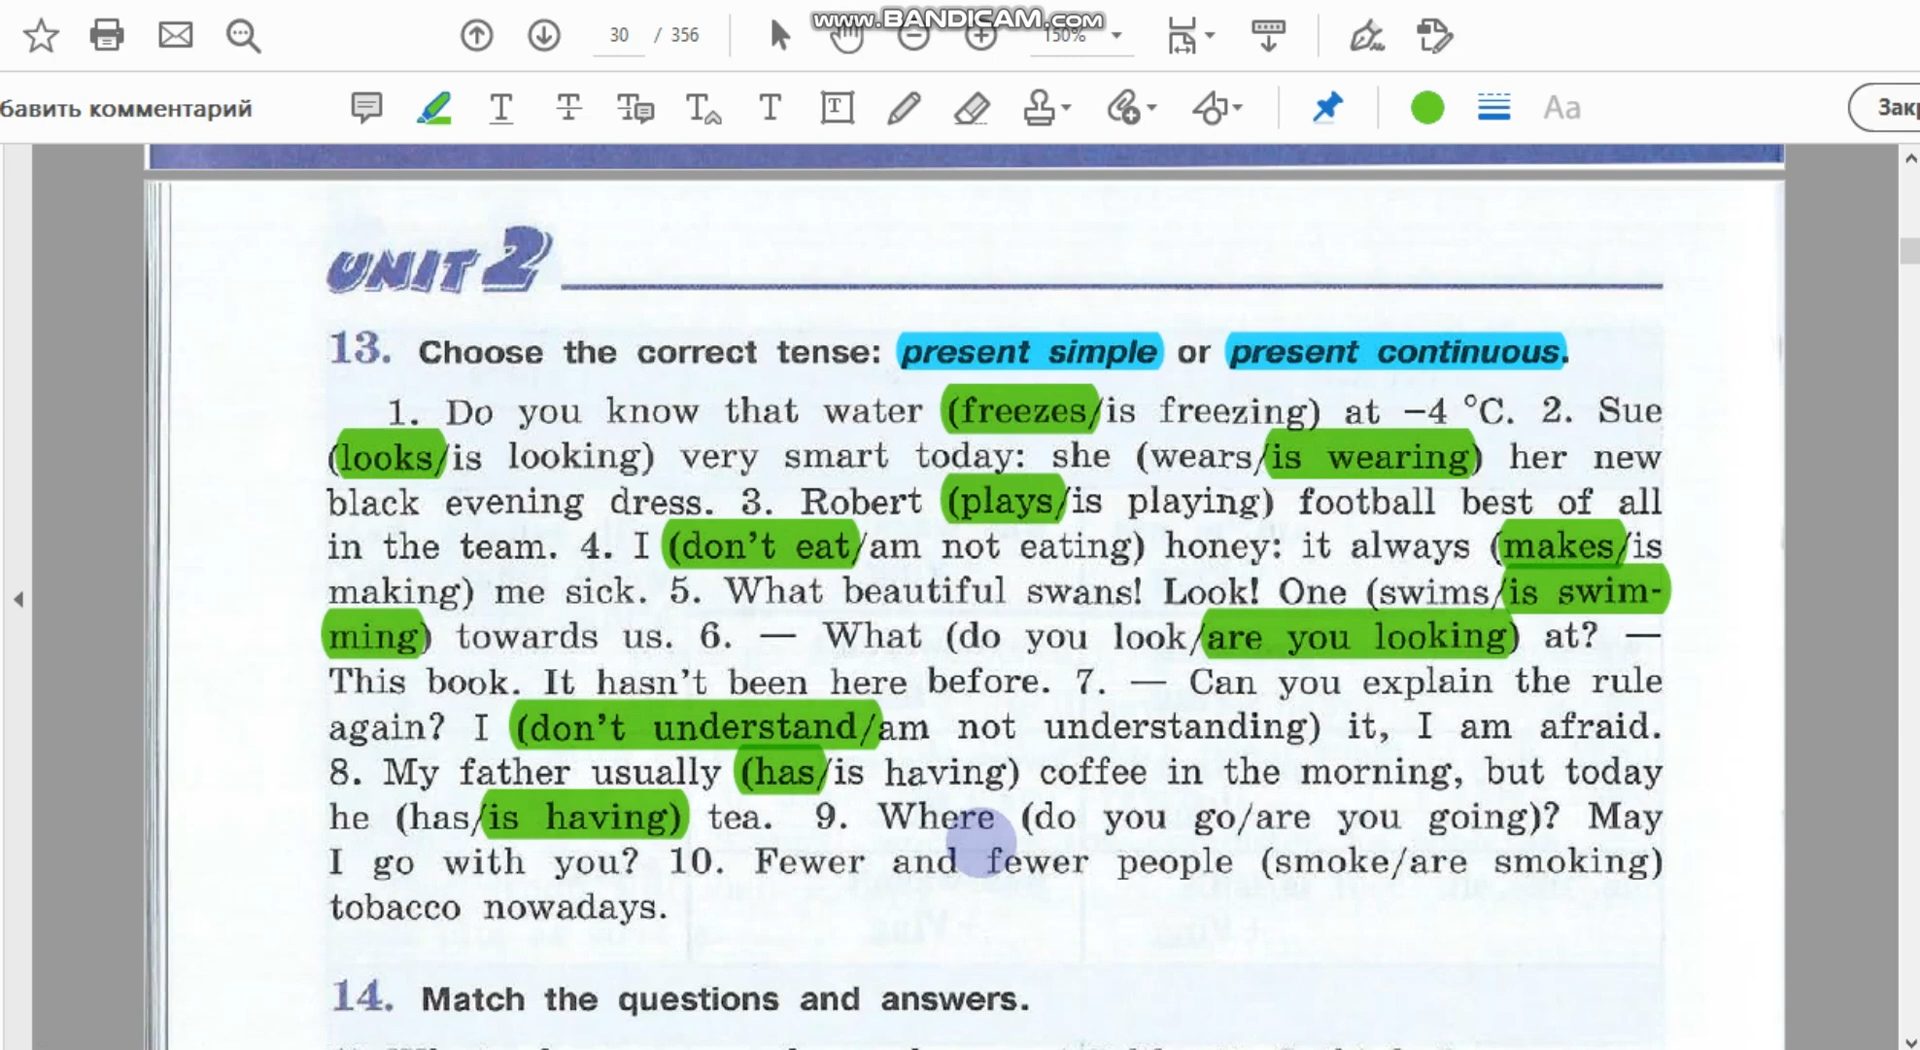 www.BANDICAM.com
30 / 356
150%
бавить комментарий
Aa
Закр
UNIT 2
13. Choose the correct tense: present simple or present continuous.
1. Do you know that water (freezes/is freezing) at −4 °C. 2. Sue
(looks/is looking) very smart today: she (wears/is wearing) her new
black evening dress. 3. Robert (plays/is playing) football best of all
in the team. 4. I (don't eat/am not eating) honey: it always (makes/is
making) me sick. 5. What beautiful swans! Look! One (swims/is swim-
ming) towards us. 6. — What (do you look/are you looking) at? —
This book. It hasn't been here before. 7. — Can you explain the rule
again? I (don't understand/am not understanding) it, I am afraid.
8. My father usually (has/is having) coffee in the morning, but today
he (has/is having) tea. 9. Where (do you go/are you going)? May
I go with you? 10. Fewer and fewer people (smoke/are smoking)
tobacco nowadays.
14. Match the questions and answers.